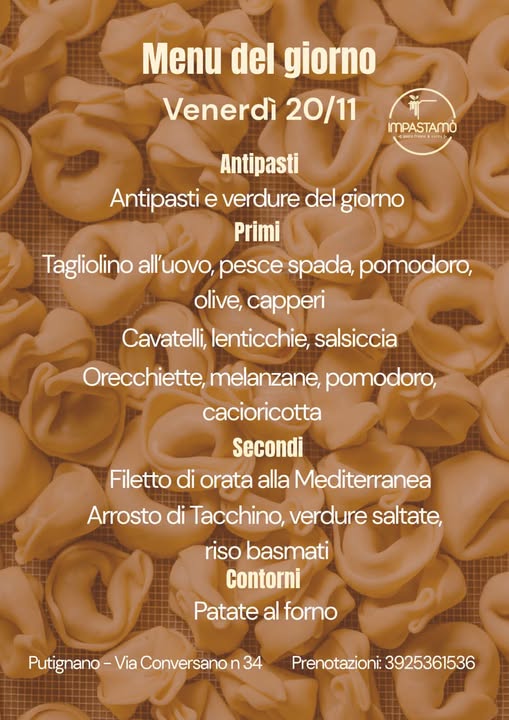 Menu del giorno
Venerdì 20/11
IMPASTAMÒ
Antipasti
Antipasti e verdure del giorno
Primi
Tagliolino all'uovo, pesce spada, pomodoro,
olive, capperi
Cavatelli, lenticchie, salsiccia
Orecchiette, melanzane, pomodoro,
cacioricotta
Secondi
Filetto di orata alla Mediterranea
Arrosto di Tacchino, verdure saltate,
riso basmati
Contorni
Patate al forno
Putignano - Via Conversano n 34
Prenotazioni: 3925361536